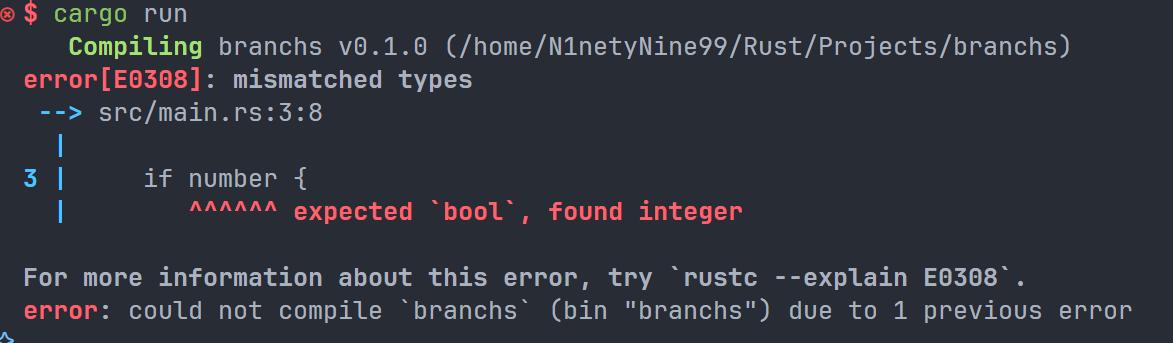 $ cargo run
   Compiling branchs v0.1.0 (/home/N1netyNine99/Rust/Projects/branchs)
error[E0308]: mismatched types
 --> src/main.rs:3:8
  |
3 |     if number {
  |        ^^^^^^ expected `bool`, found integer

For more information about this error, try `rustc --explain E0308`.
error: could not compile `branchs` (bin "branchs") due to 1 previous error